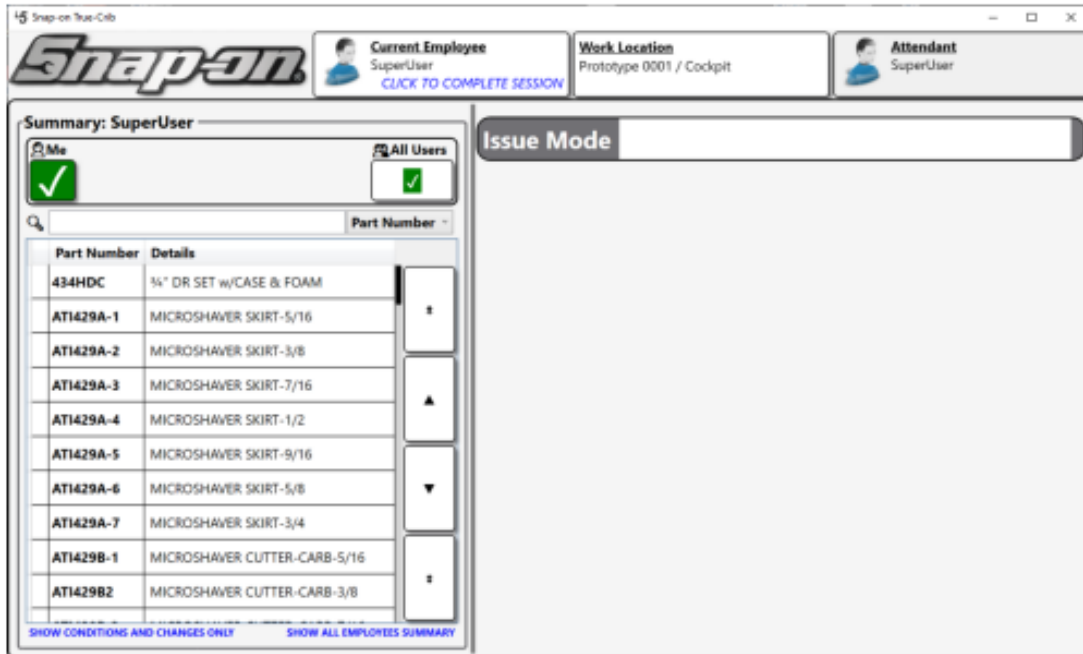 Snap-on True-Crib
Snap-on
Current Employee
SuperUser
CLICK TO COMPLETE SESSION
Work Location
Prototype 0001 / Cockpit
Attendant
SuperUser
Summary: SuperUser
Me
All Users
Part Number
Part Number Details
434HDC ¾" DR SET w/CASE & FOAM
ATI429A-1 MICROSHAVER SKIRT-5/16
ATI429A-2 MICROSHAVER SKIRT-3/8
ATI429A-3 MICROSHAVER SKIRT-7/16
ATI429A-4 MICROSHAVER SKIRT-1/2
ATI429A-5 MICROSHAVER SKIRT-9/16
ATI429A-6 MICROSHAVER SKIRT-5/8
ATI429A-7 MICROSHAVER SKIRT-3/4
ATI429B-1 MICROSHAVER CUTTER-CARB-5/16
ATI429B2 MICROSHAVER CUTTER-CARB-3/8
SHOW CONDITIONS AND CHANGES ONLY SHOW ALL EMPLOYEES SUMMARY
Issue Mode